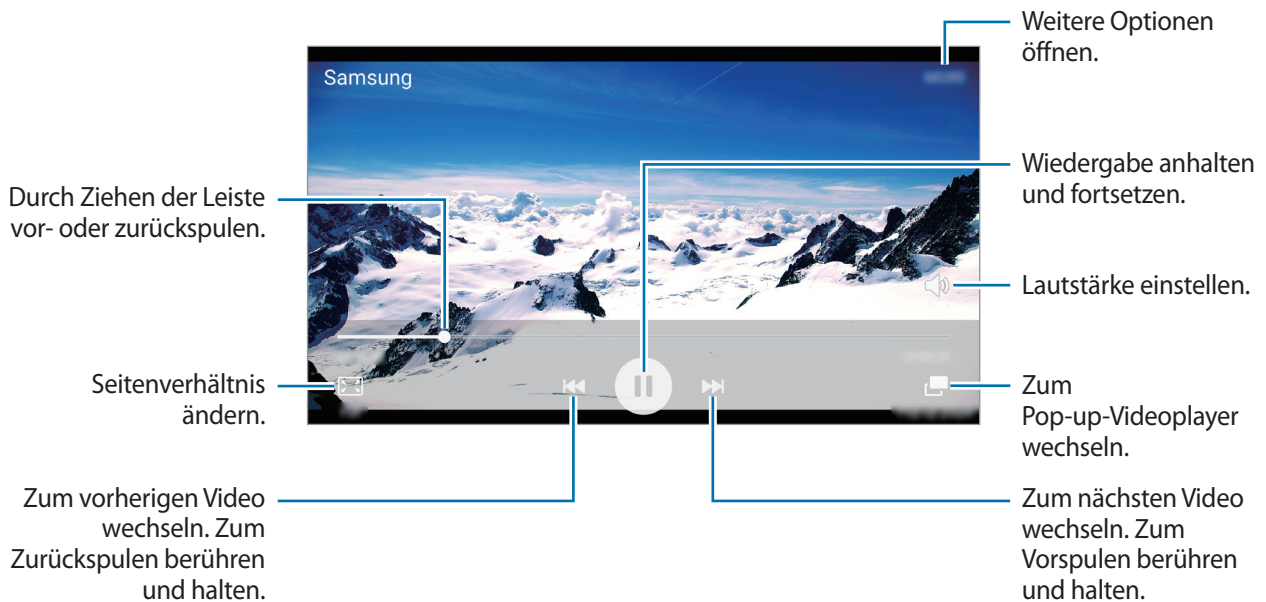 Weitere Optionen
öffnen.
Samsung
Wiedergabe anhalten
und fortsetzen.
Durch Ziehen der Leiste
vor- oder zurückspulen.
Lautstärke einstellen.
Seitenverhältnis
ändern.
Zum
Pop-up-Videoplayer
wechseln.
Zum vorherigen Video
wechseln. Zum
Zurückspulen berühren
und halten.
Zum nächsten Video
wechseln. Zum
Vorspulen berühren
und halten.